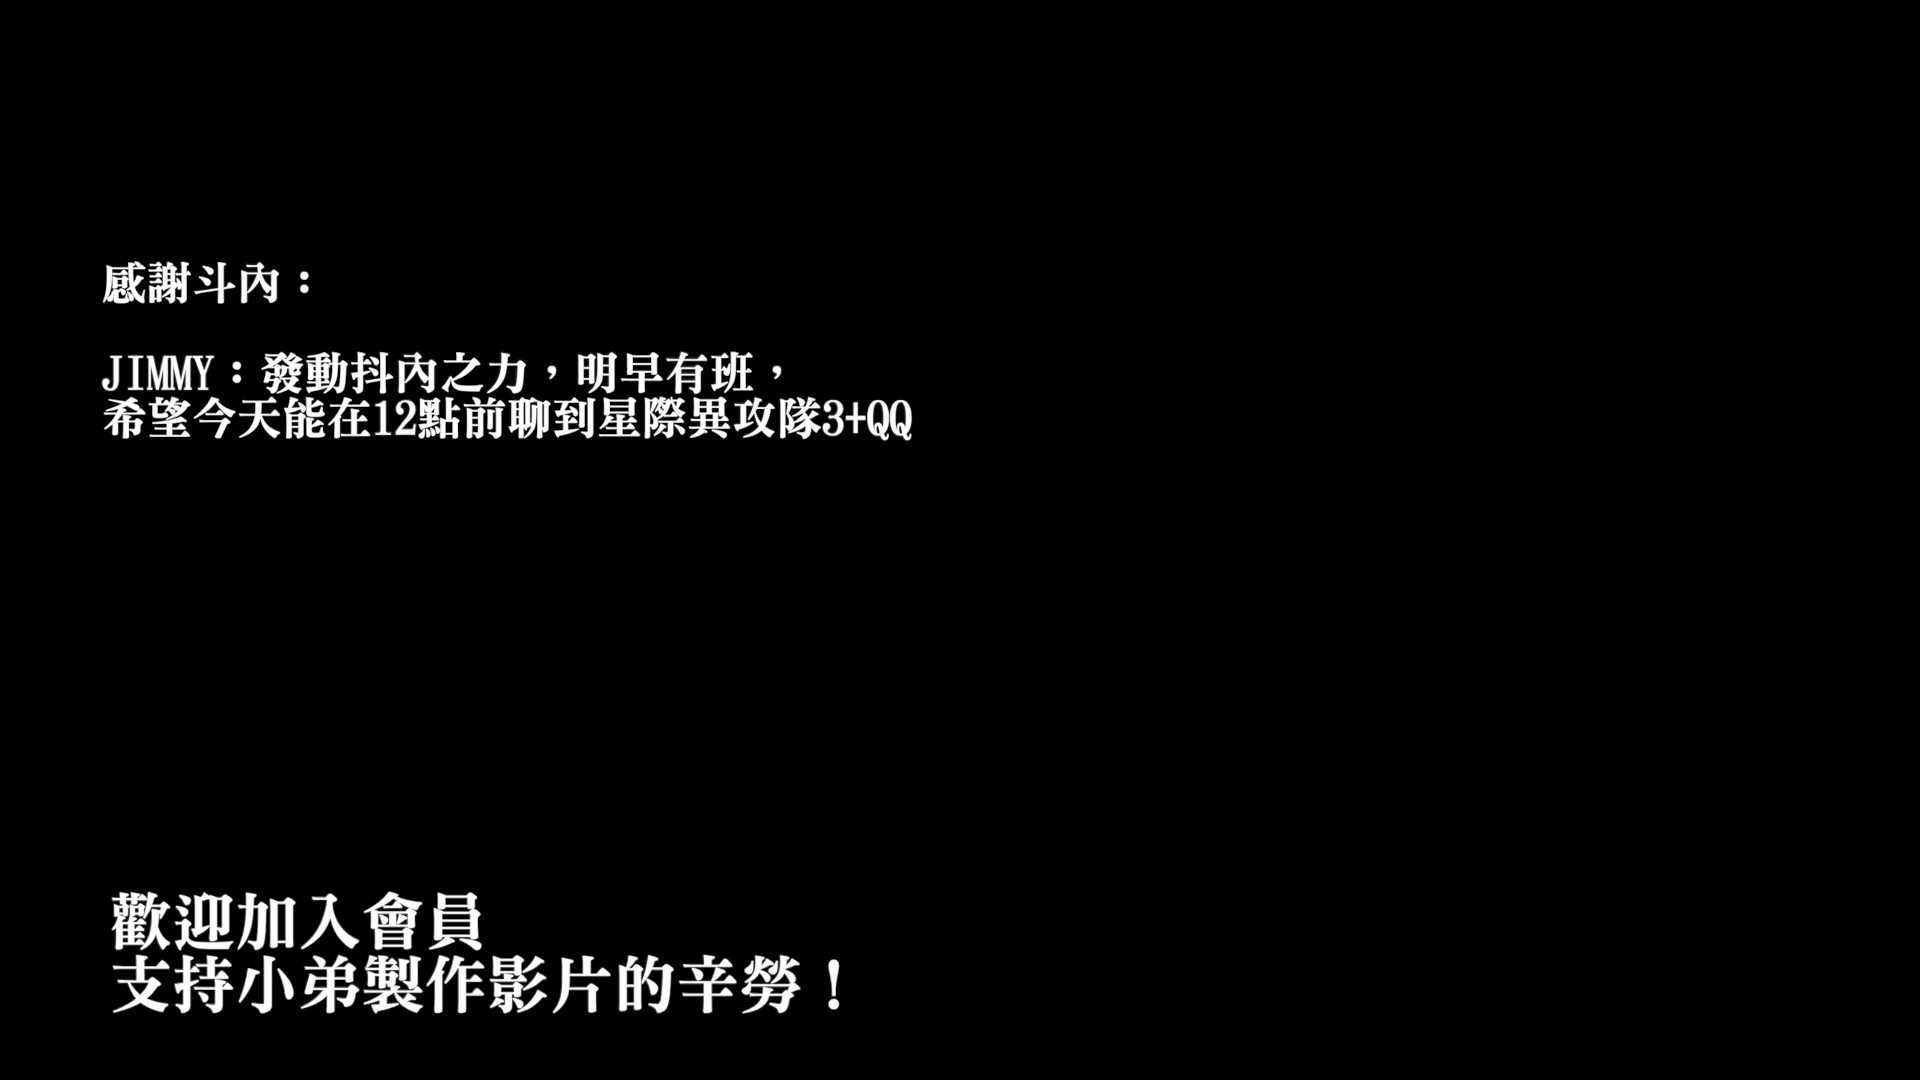 感謝斗內：
JIMMY：發動抖內之力，明早有班，
希望今天能在12點前聊到星際異攻隊3+QQ
歡迎加入會員
支持小弟製作影片的辛勞！